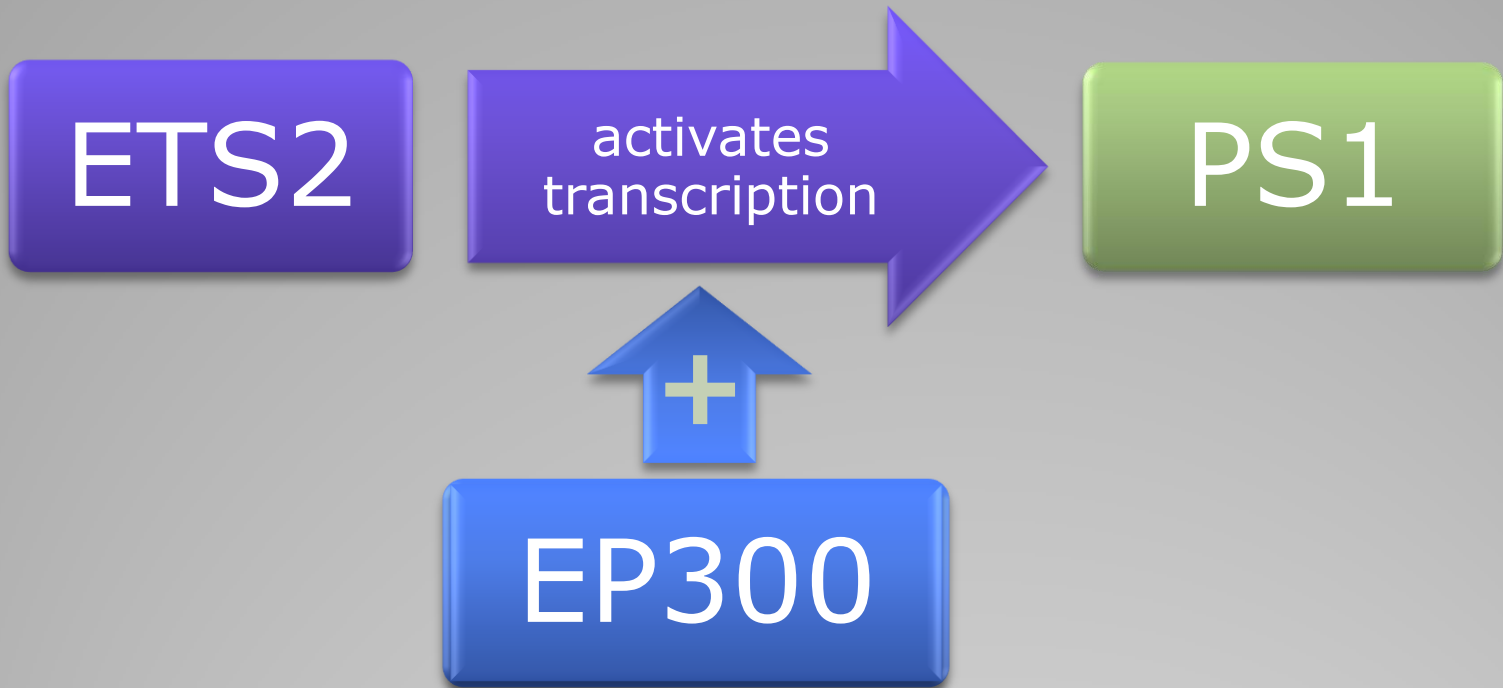 ETS2
activates
transcription
PS1
+
EP300